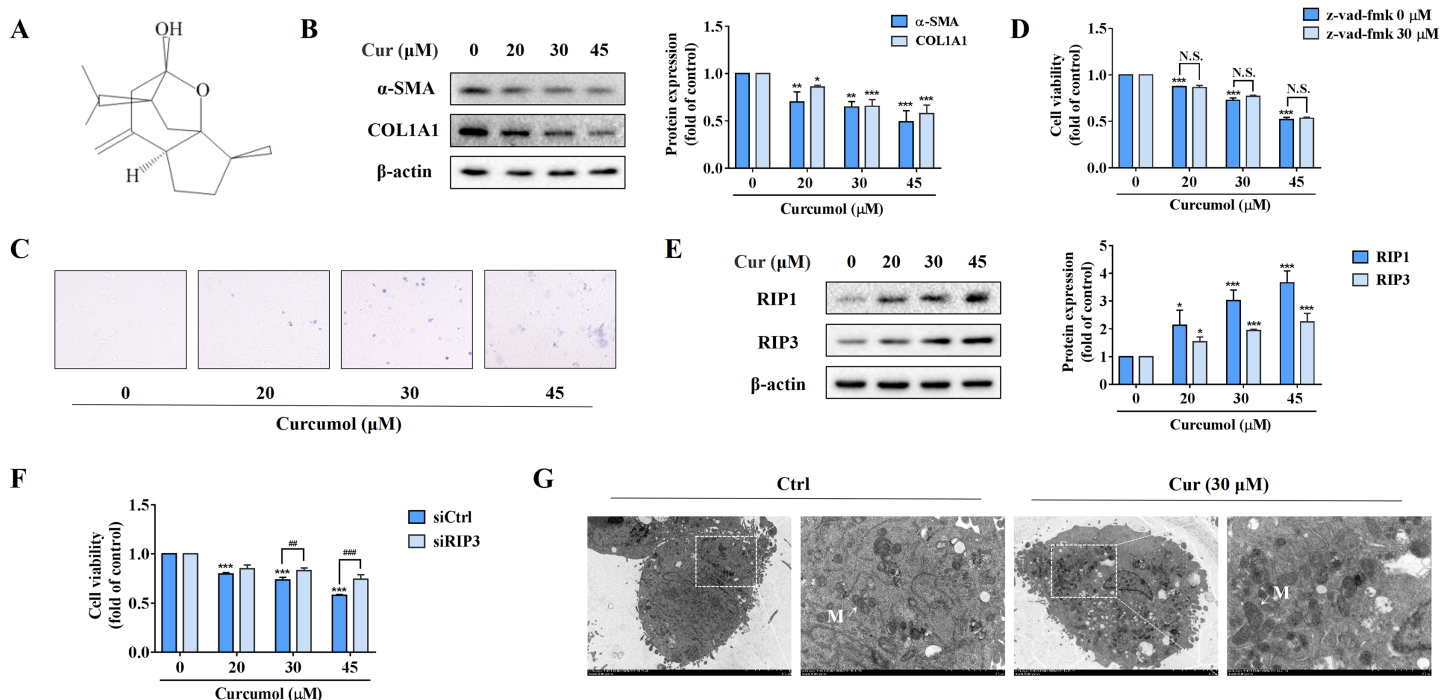 A
OH
O
H
B
Cur (μM) 0 20 30 45
α-SMA
COL1A1
β-actin
α-SMA
COL1A1
Protein expression
(fold of control)
1.5
1.0
0.5
0.0
** * ** *** *** ***
0 20 30 45
Curcumol (μM)
D
z-vad-fmk 0 μM
z-vad-fmk 30 μM
Cell viability
(fold of control)
1.5
1.0
0.5
0.0
N.S. N.S. N.S.
*** *** ***
0 20 30 45
Curcumol (μM)
C
0 20 30 45
Curcumol (μM)
E
Cur (μM) 0 20 30 45
RIP1
RIP3
β-actin
RIP1
RIP3
Protein expression
(fold of control)
5
4
3
2
1
0
* * *** *** *** ***
0 20 30 45
Curcumol (μM)
F
siCtrl
siRIP3
Cell viability
(fold of control)
1.5
1.0
0.5
0.0
## ###
*** *** ***
0 20 30 45
Curcumol (μM)
G
Ctrl
Cur (30 μM)
M
M